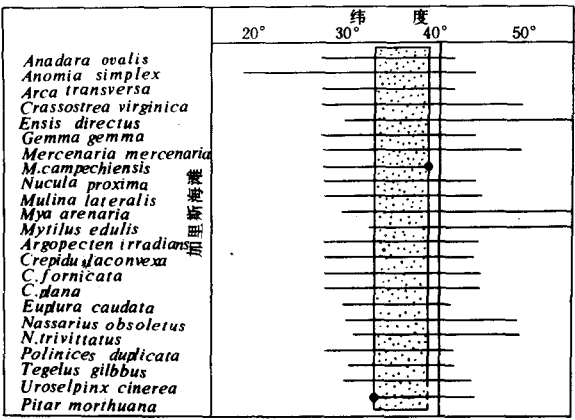 纬 度
20° 30° 40° 50°
Anadara ovalis
Anomia simplex
Arca transversa
Crassostrea virginica
Ensis directus
Gemma gemma
Mercenaria mercenaria
M.campechiensis
Nucula proxima
Mulina lateralis
Mya arenaria
Mytilus edulis
Argopecten irradians
Crepidula convexa
C.fornicata
C.plana
Euplura caudata
Nassarius obsoletus
N.trivittatus
Polinices duplicata
Tegelus gilbbus
Uroselpinx cinerea
Pitar morthuana
加里斯海滩